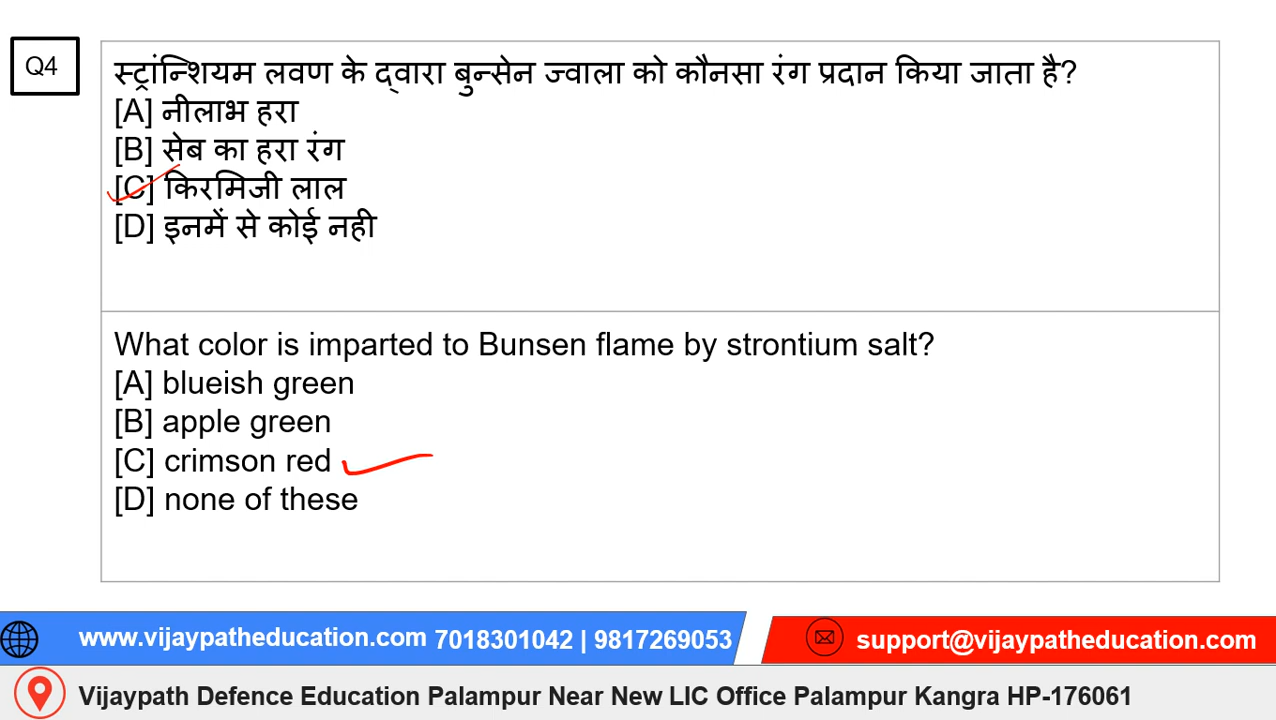 Q4
स्ट्रांन्शियम लवण के द्वारा बुन्सेन ज्वाला को कौनसा रंग प्रदान किया जाता है?
[A] नीलाभ हरा
[B] सेब का हरा रंग
[C] किरमिजी लाल
[D] इनमें से कोई नही
What color is imparted to Bunsen flame by strontium salt?
[A] blueish green
[B] apple green
[C] crimson red
[D] none of these
www.vijaypatheducation.com 7018301042 | 9817269053
support@vijaypatheducation.com
Vijaypath Defence Education Palampur Near New LIC Office Palampur Kangra HP-176061